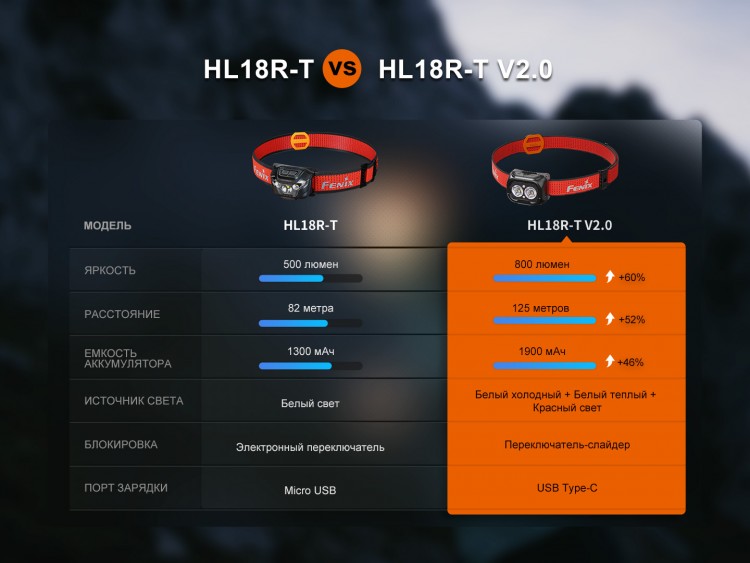 HL18R-T VS HL18R-T V2.0
FENIX
FENIX
МОДЕЛЬ HL18R-T HL18R-T V2.0
ЯРКОСТЬ 500 люмен 800 люмен +60%
РАССТОЯНИЕ 82 метра 125 метров +52%
ЕМКОСТЬ
АККУМУЛЯТОРА 1300 мАч 1900 мАч +46%
ИСТОЧНИК СВЕТА Белый свет Белый холодный + Белый теплый +
Красный свет
БЛОКИРОВКА Электронный переключатель Переключатель-слайдер
ПОРТ ЗАРЯДКИ Micro USB USB Type-C